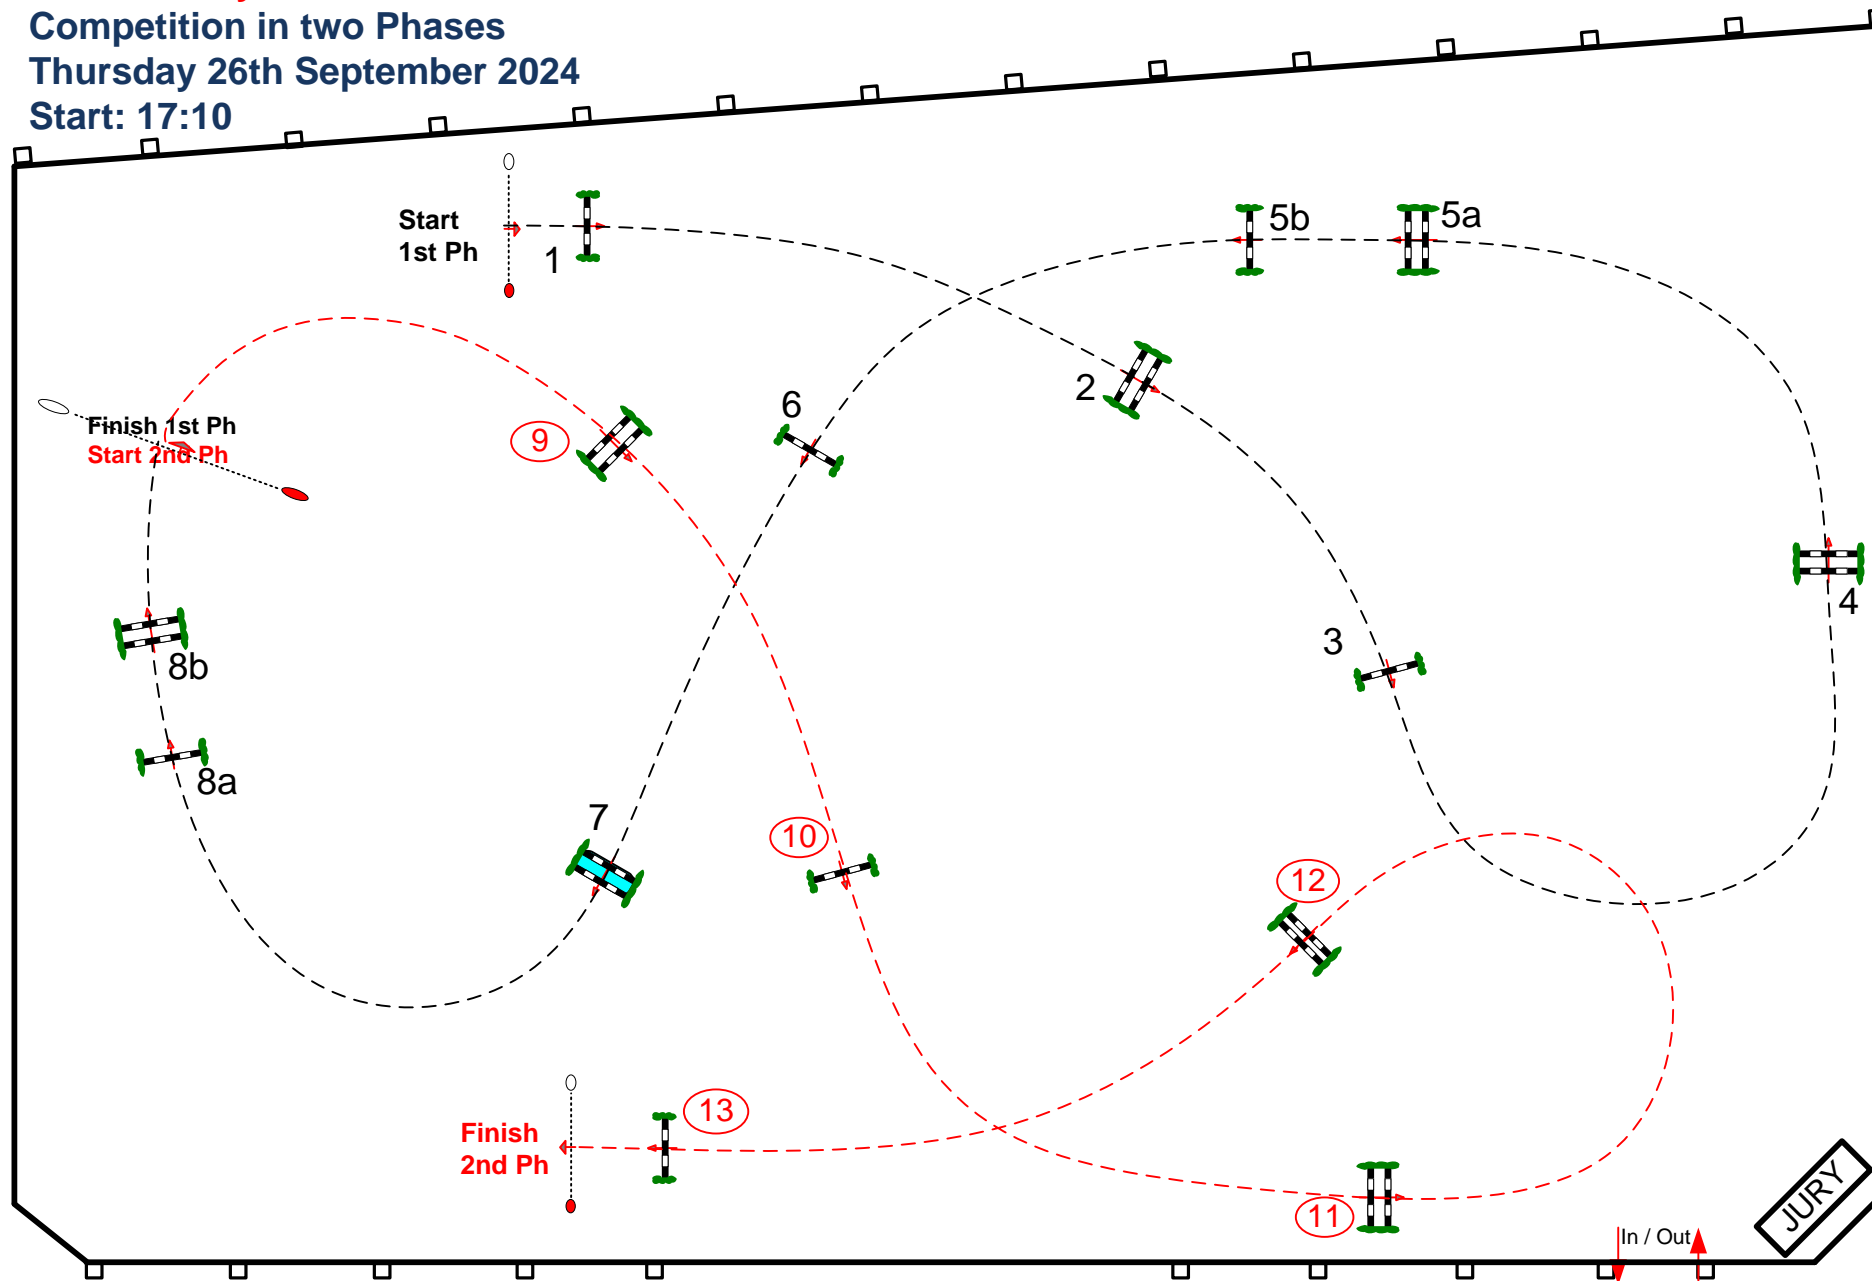 Competition in two Phases
Thursday 26th September 2024
Start: 17:10
Start
1st Ph
1
5b
5a
2
6
9
Finish 1st Ph
Start 2nd Ph
4
3
8b
8a
7
10
12
13
Finish
2nd Ph
11
JURY
In / Out